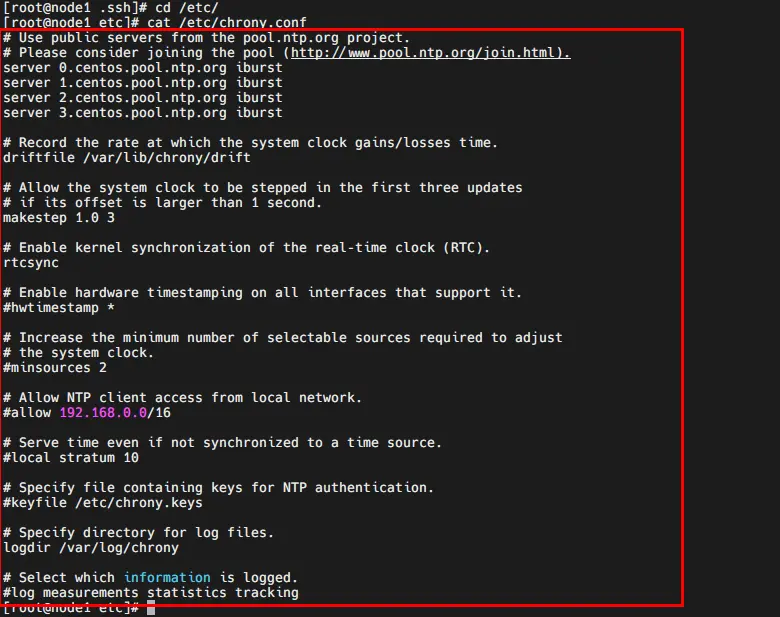 [root@node1 .ssh]# cd /etc/
[root@node1 etc]# cat /etc/chrony.conf
# Use public servers from the pool.ntp.org project.
# Please consider joining the pool (http://www.pool.ntp.org/join.html).
server 0.centos.pool.ntp.org iburst
server 1.centos.pool.ntp.org iburst
server 2.centos.pool.ntp.org iburst
server 3.centos.pool.ntp.org iburst
# Record the rate at which the system clock gains/losses time.
driftfile /var/lib/chrony/drift
# Allow the system clock to be stepped in the first three updates
# if its offset is larger than 1 second.
makestep 1.0 3
# Enable kernel synchronization of the real-time clock (RTC).
rtcsync
# Enable hardware timestamping on all interfaces that support it.
#hwtimestamp *
# Increase the minimum number of selectable sources required to adjust
# the system clock.
#minsources 2
# Allow NTP client access from local network.
#allow 192.168.0.0/16
# Serve time even if not synchronized to a time source.
#local stratum 10
# Specify file containing keys for NTP authentication.
#keyfile /etc/chrony.keys
# Specify directory for log files.
logdir /var/log/chrony
# Select which information is logged.
#log measurements statistics tracking
[root@node1 etc]#